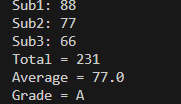 Sub1: 88
Sub2: 77
Sub3: 66
Total = 231
Average = 77.0
Grade = A